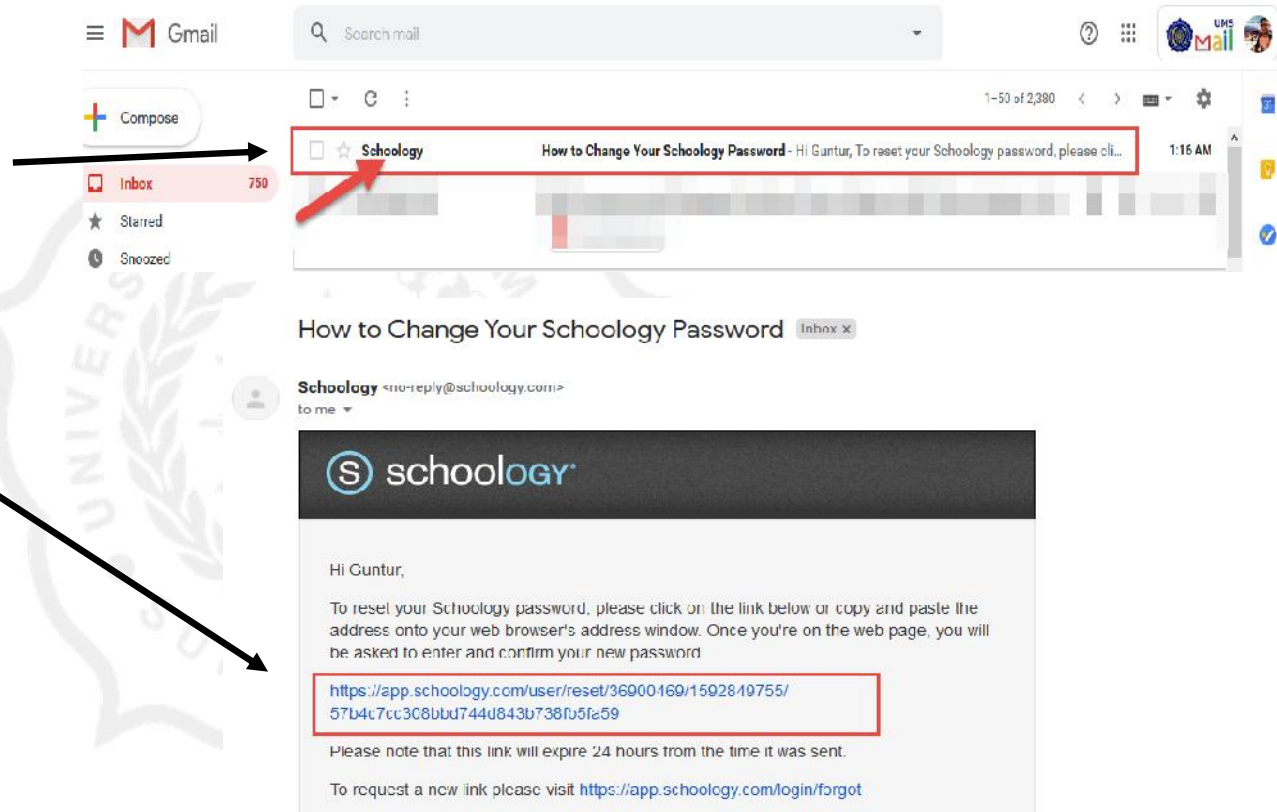 Gmail
Search mail
UMS
Mail
Compose
1-50 of 2,380
31
Schoology How to Change Your Schoology Password - Hi Guntur, To reset your Schoology password, please cli... 1:16 AM
Inbox 750
Starred
Snoozed
How to Change Your Schoology Password Inbox x
Schoology <no-reply@schoology.com>
to me
S schoology
Hi Guntur,
To reset your Schoology password, please click on the link below or copy and paste the
address onto your web browser's address window. Once you're on the web page, you will
be asked to enter and confirm your new password
https://app.schoology.com/user/reset/36900469/1592849755/
57b4c7cc308bbd744d843b738fb5fa59
Please note that this link will expire 24 hours from the time it was sent.
To request a new link please visit https://app.schoology.com/login/forgot
UNIVERS